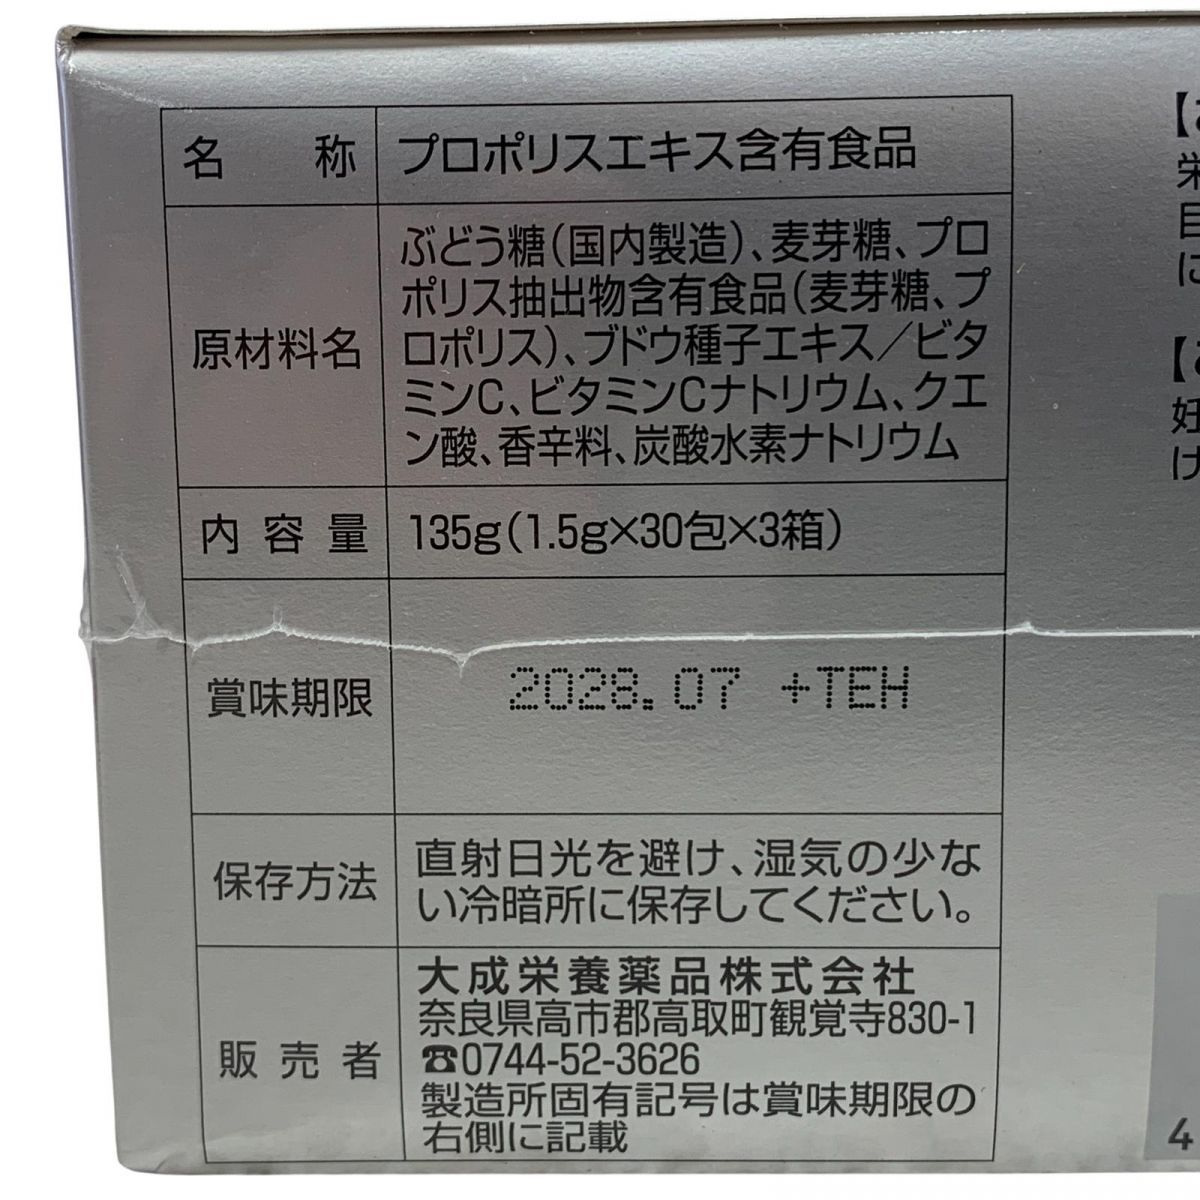 名 称 プロポリスエキス含有食品
原材料名
ぶどう糖(国内製造)、麦芽糖、プロ
ポリス抽出物含有食品(麦芽糖、プ
ロポリス)、ブドウ種子エキス／ビタ
ミンC、ビタミンCナトリウム、クエ
ン酸、香辛料、炭酸水素ナトリウム
内容量 135g(1.5g×30包×3箱)
賞味期限 2028.07 +TEH
保存方法
直射日光を避け、湿気の少な
い冷暗所に保存してください。
販売者
大成栄養薬品株式会社
奈良県高市郡高取町観覚寺830-1
☎0744-52-3626
製造所固有記号は賞味期限の
右側に記載
【
栄
目
に
【
妊
け
4